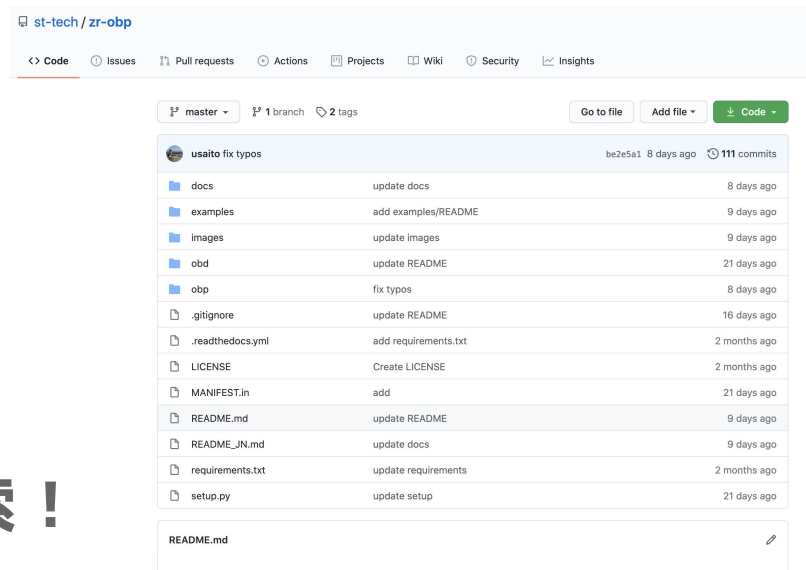 st-tech / zr-obp
Code Issues Pull requests Actions Projects Wiki Security Insights
master 1 branch 2 tags Go to file Add file Code
usaito fix typos be2e5a1 8 days ago 111 commits
docs update docs 8 days ago
examples add examples/README 9 days ago
images update images 9 days ago
obd update README 21 days ago
obp fix typos 8 days ago
.gitignore update README 16 days ago
.readthedocs.yml add requirements.txt 2 months ago
LICENSE Create LICENSE 2 months ago
MANIFEST.in add 21 days ago
README.md update README 9 days ago
README_JN.md update docs 9 days ago
requirements.txt update requirements 2 months ago
setup.py update setup 21 days ago
！
README.md